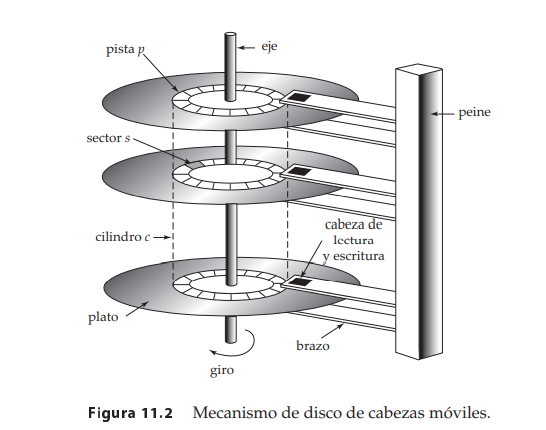 pista p
eje
peine
sector s
cabeza de
lectura
y escritura
cilindro c
plato
brazo
giro
Figura 11.2 Mecanismo de disco de cabezas móviles.